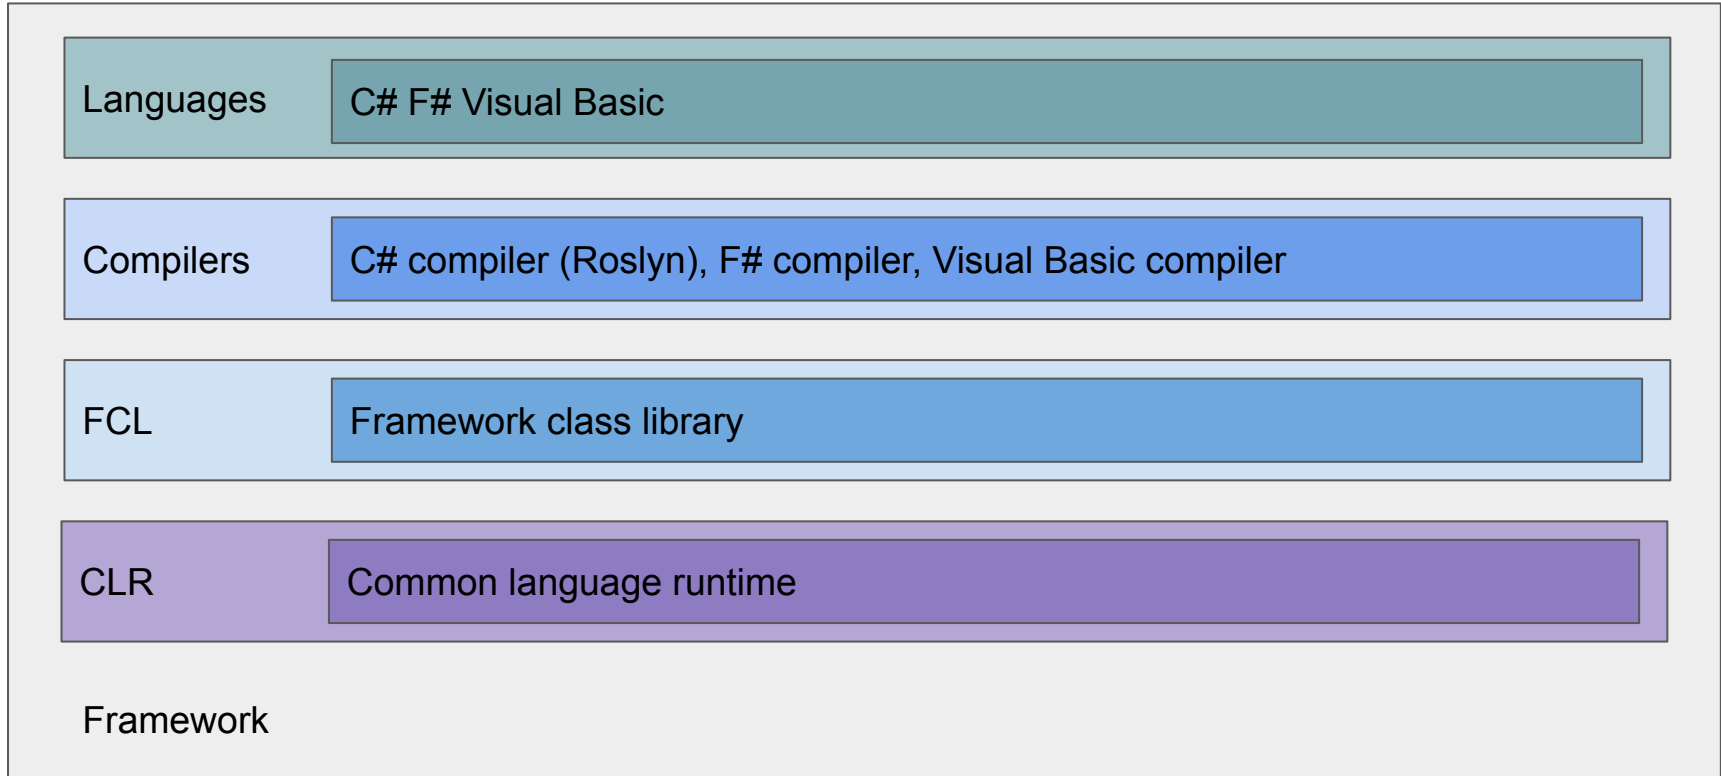 Languages
C# F# Visual Basic
Compilers
C# compiler (Roslyn), F# compiler, Visual Basic compiler
FCL
Framework class library
CLR
Common language runtime
Framework